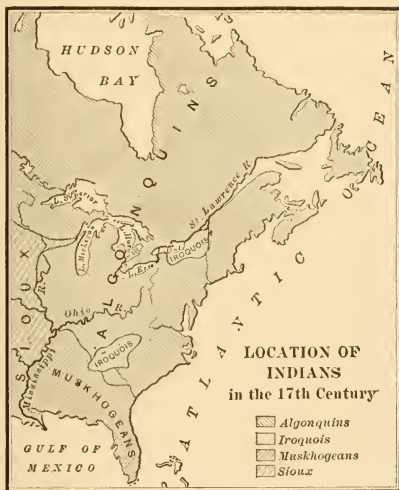 HUDSON
BAY
ALGONQUINS
L. Superior
L. Michigan
L. Huron
L. Erie
St. Lawrence R.
IROQUOIS
SIOUX
Ohio R.
IROQUOIS
Mississippi R.
MUSKHOGEANS
GULF OF
MEXICO
ATLANTIC OCEAN
LOCATION OF
INDIANS
in the 17th Century
Algonquins
Iroquois
Muskhogeans
Sioux